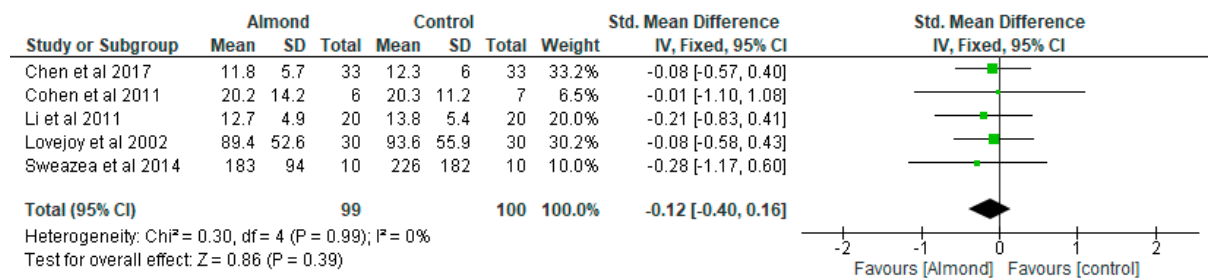 Almond Control Std. Mean Difference Std. Mean Difference
Study or Subgroup Mean SD Total Mean SD Total Weight IV, Fixed, 95% CI IV, Fixed, 95% CI
Chen et al 2017 11.8 5.7 33 12.3 6 33 33.2% -0.08 [-0.57, 0.40]
Cohen et al 2011 20.2 14.2 6 20.3 11.2 7 6.5% -0.01 [-1.10, 1.08]
Li et al 2011 12.7 4.9 20 13.8 5.4 20 20.0% -0.21 [-0.83, 0.41]
Lovejoy et al 2002 89.4 52.6 30 93.6 55.9 30 30.2% -0.08 [-0.58, 0.43]
Sweazea et al 2014 183 94 10 226 182 10 10.0% -0.28 [-1.17, 0.60]
Total (95% CI) 99 100 100.0% -0.12 [-0.40, 0.16]
Heterogeneity: Chi² = 0.30, df = 4 (P = 0.99); I² = 0%
Test for overall effect: Z = 0.86 (P = 0.39)
-2 -1 0 1 2
Favours [Almond] Favours [control]